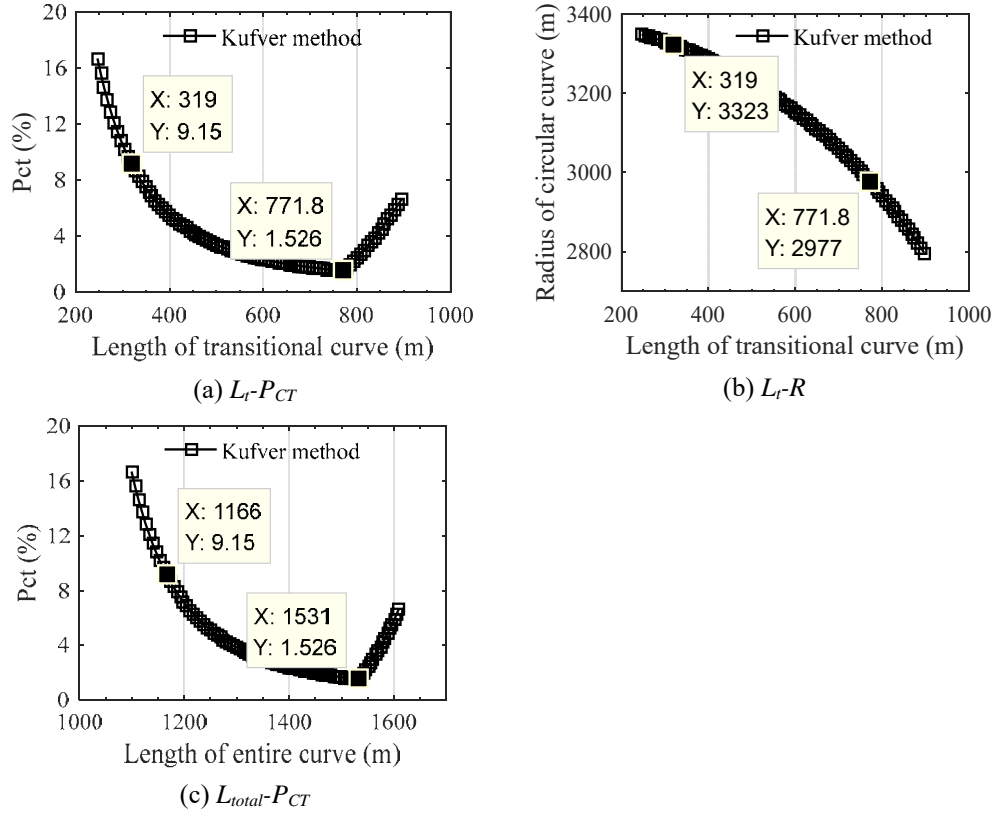 20
16
12
8
4
0
Pct (%)
Kufver method
X: 319
Y: 9.15
X: 771.8
Y: 1.526
200
400
600
800
1000
Length of transitional curve (m)
(a) Lt-PCT
3400
3200
3000
2800
Radius of circular curve (m)
Kufver method
X: 319
Y: 3323
X: 771.8
Y: 2977
200
400
600
800
1000
Length of transitional curve (m)
(b) Lt-R
20
16
12
8
4
0
Pct (%)
Kufver method
X: 1166
Y: 9.15
X: 1531
Y: 1.526
1000
1200
1400
1600
Length of entire curve (m)
(c) Ltotal-PCT